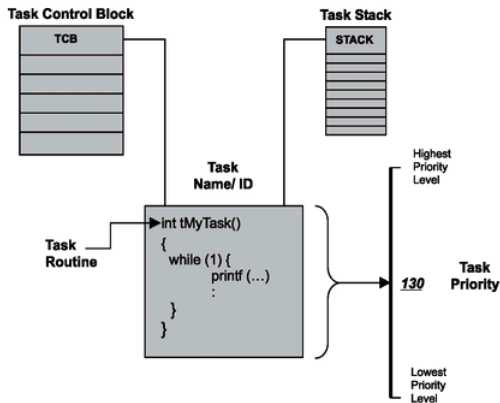 Task Control Block
TCB
Task Stack
STACK
Task
Name/ ID
Task
Routine
int tMyTask()
{
while (1) {
printf (...)
:
}
}
Highest
Priority
Level
130
Task
Priority
Lowest
Priority
Level